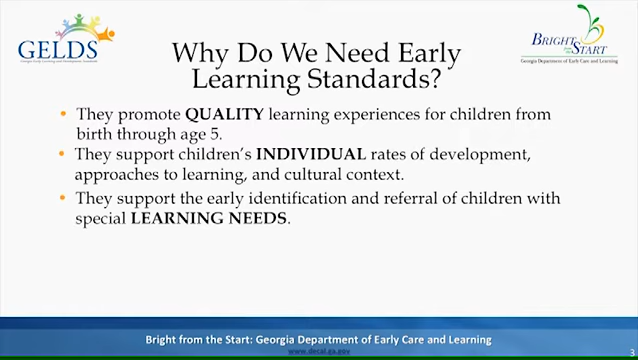 GELDS
Georgia Early Learning and Development Standards
BRIGHT
from the
START
Georgia Department of Early Care and Learning
Why Do We Need Early
Learning Standards?
• They promote QUALITY learning experiences for children from
birth through age 5.
• They support children's INDIVIDUAL rates of development,
approaches to learning, and cultural context.
• They support the early identification and referral of children with
special LEARNING NEEDS.
Bright from the Start: Georgia Department of Early Care and Learning
www.decal.ga.gov
3